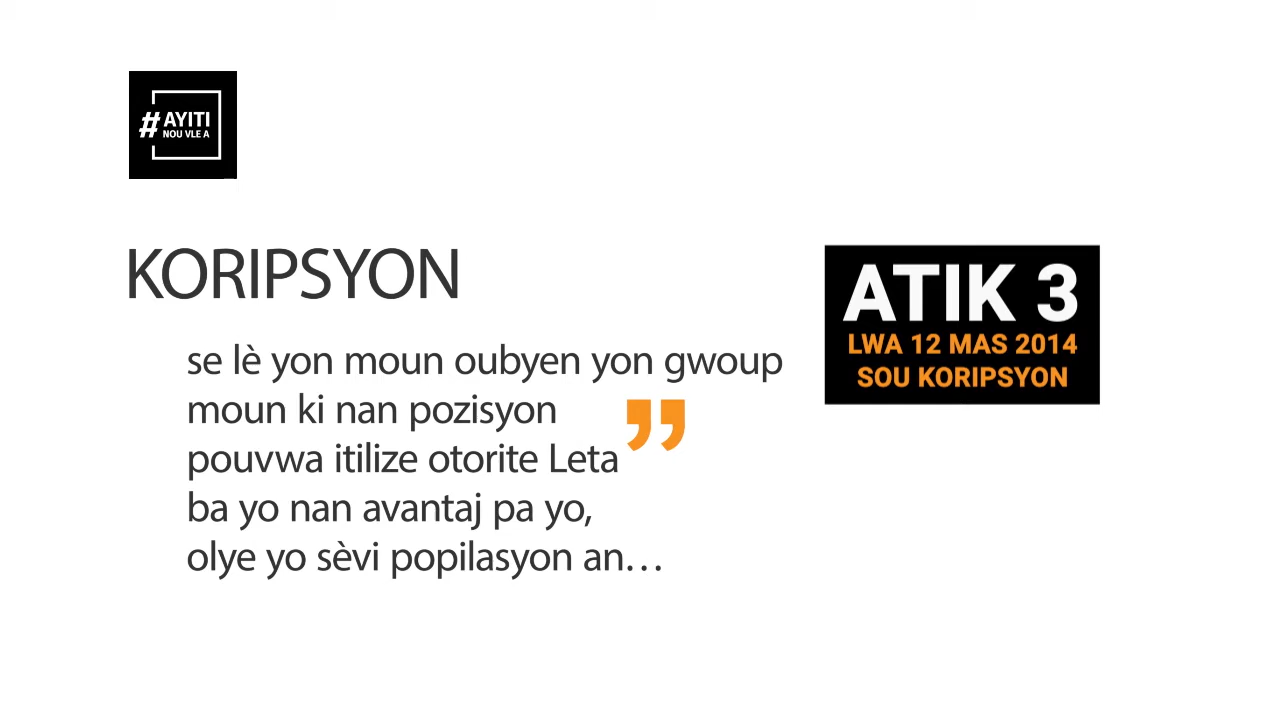 #AYITI
NOU VLE A
KORIPSYON
se lè yon moun oubyen yon gwoup
moun ki nan pozisyon
pouvwa itilize otorite Leta
ba yo nan avantaj pa yo,
olye yo sèvi popilasyon an…
”
ATIK 3
LWA 12 MAS 2014
SOU KORIPSYON